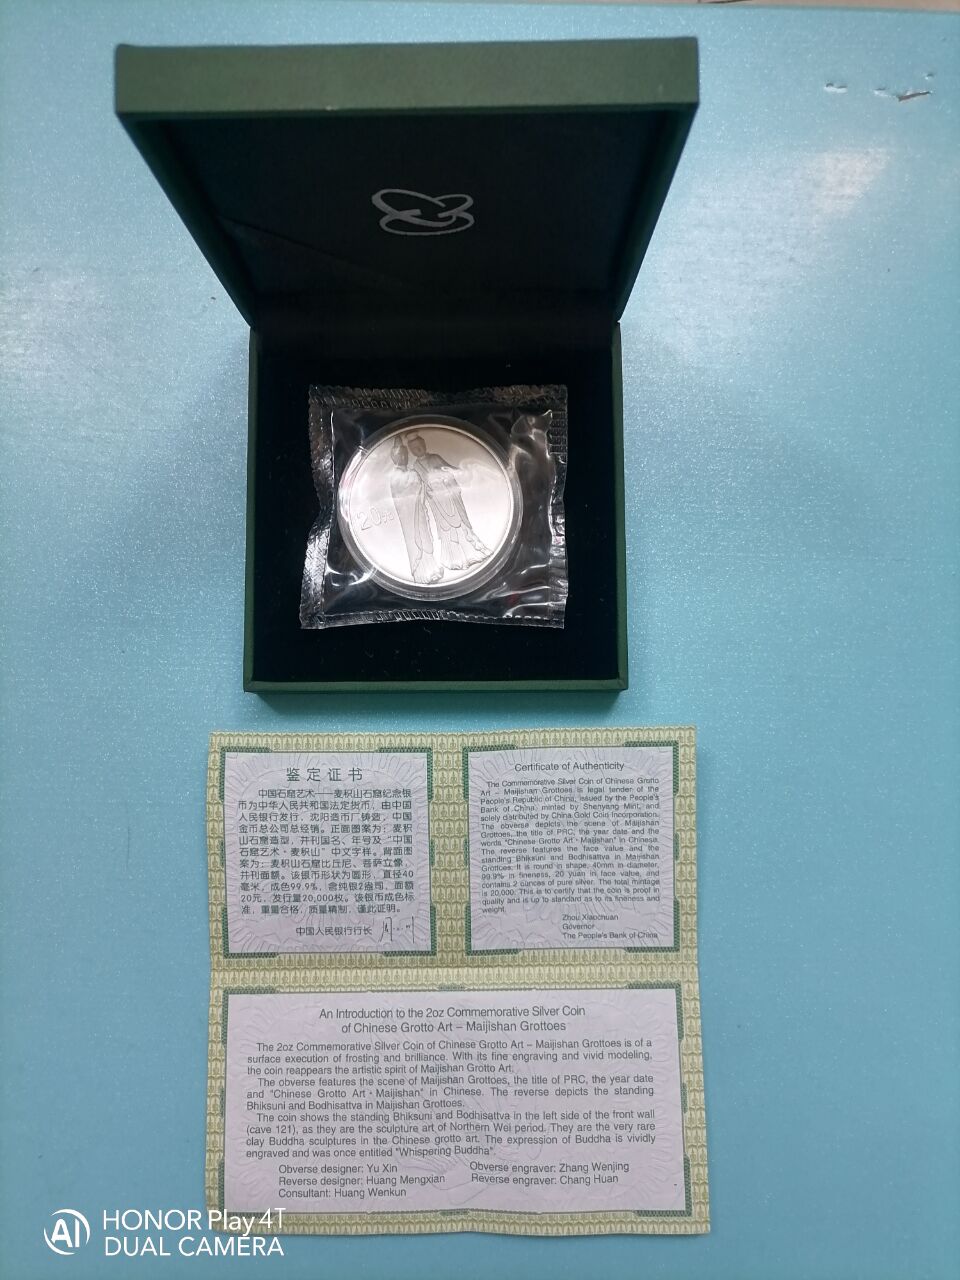 20元
鉴定证书
中国石窟艺术——麦积山石窟纪念银
币为中华人民共和国法定货币，由中国
人民银行发行，沈阳造币厂铸造，中国
金币总公司总经销。正面图案为：麦积
山石窟造型，并刊国名、年号及“中国
石窟艺术·麦积山”中文字样。背面图
案为：麦积山石窟比丘尼、菩萨立像，
并刊面额。该银币形状为圆形，直径40
毫米，成色99.9%，含纯银2盎司，面额
20元，发行量20,000枚。该银币成色标
准，重量合格，质量精制，谨此证明。
中国人民银行行长
Certificate of Authenticity
The Commemorative Silver Coin of Chinese Grotto
Art – Maijishan Grottoes is legal tender of the
People's Republic of China, issued by the People's
Bank of China, minted by Shenyang Mint, and
solely distributed by China Gold Coin Incorporation.
The obverse depicts the scene of Maijishan
Grottoes, the title of PRC, the year date and the
words "Chinese Grotto Art·Maijishan" in Chinese.
The reverse features the face value and the
standing Bhiksuni and Bodhisattva in Maijishan
Grottoes. It is round in shape, 40mm in diameter,
99.9% in fineness, 20 yuan in face value, and
contains 2 ounces of pure silver. The total mintage
is 20,000. This is to certify that the coin is proof in
quality and is up to standard as to its fineness and
weight.
Zhou Xiaochuan
Governor
The People's Bank of China
An Introduction to the 2oz Commemorative Silver Coin
of Chinese Grotto Art – Maijishan Grottoes
The 2oz Commemorative Silver Coin of Chinese Grotto Art – Maijishan Grottoes is of a
surface execution of frosting and brilliance. With its fine engraving and vivid modeling,
the coin reappears the artistic spirit of Maijishan Grotto Art.
The obverse features the scene of Maijishan Grottoes, the title of PRC, the year date
and "Chinese Grotto Art·Maijishan" in Chinese. The reverse depicts the standing
Bhiksuni and Bodhisattva in Maijishan Grottoes.
The coin shows the standing Bhiksuni and Bodhisattva in the left side of the front wall
(cave 121), as they are the sculpture art of Northern Wei period. They are the very rare
clay Buddha sculptures in the Chinese grotto art. The expression of Buddha is vividly
engraved and was once entitled "Whispering Buddha".
Obverse designer: Yu Xin Obverse engraver: Zhang Wenjing
Reverse designer: Huang Mengxian Reverse engraver: Chang Huan
Consultant: Huang Wenkun
AI HONOR Play 4T
DUAL CAMERA